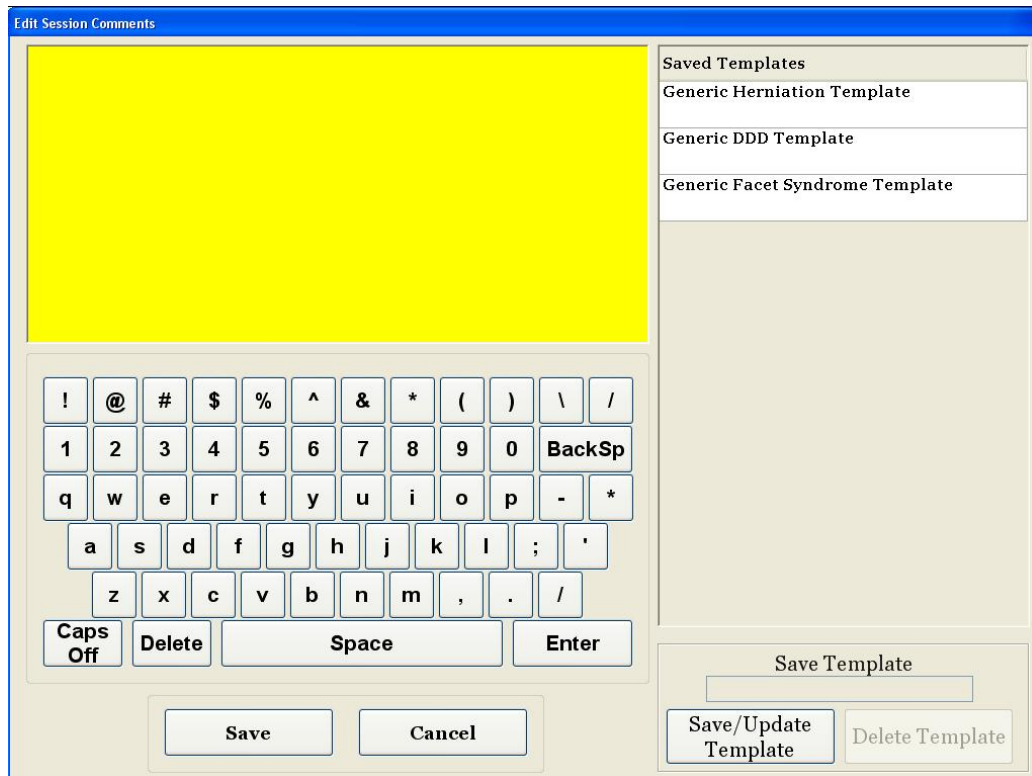 Edit Session Comments
Saved Templates
Generic Herniation Template
Generic DDD Template
Generic Facet Syndrome Template
! @ # $ % ^ & * ( ) \ /
1 2 3 4 5 6 7 8 9 0 BackSp
q w e r t y u i o p - *
a s d f g h j k l ; '
z x c v b n m , . /
Caps Off Delete Space Enter
Save Cancel
Save Template
Save/Update Template
Delete Template